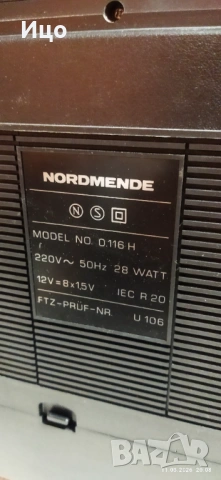 Ицо
NORDMENDE
N S
MODEL NO. 0.116 H
220V~ 50Hz 28 WATT
12V = 8x1,5V IEC R 20
FTZ-PRÜF-NR. U 106
bazar
БГ